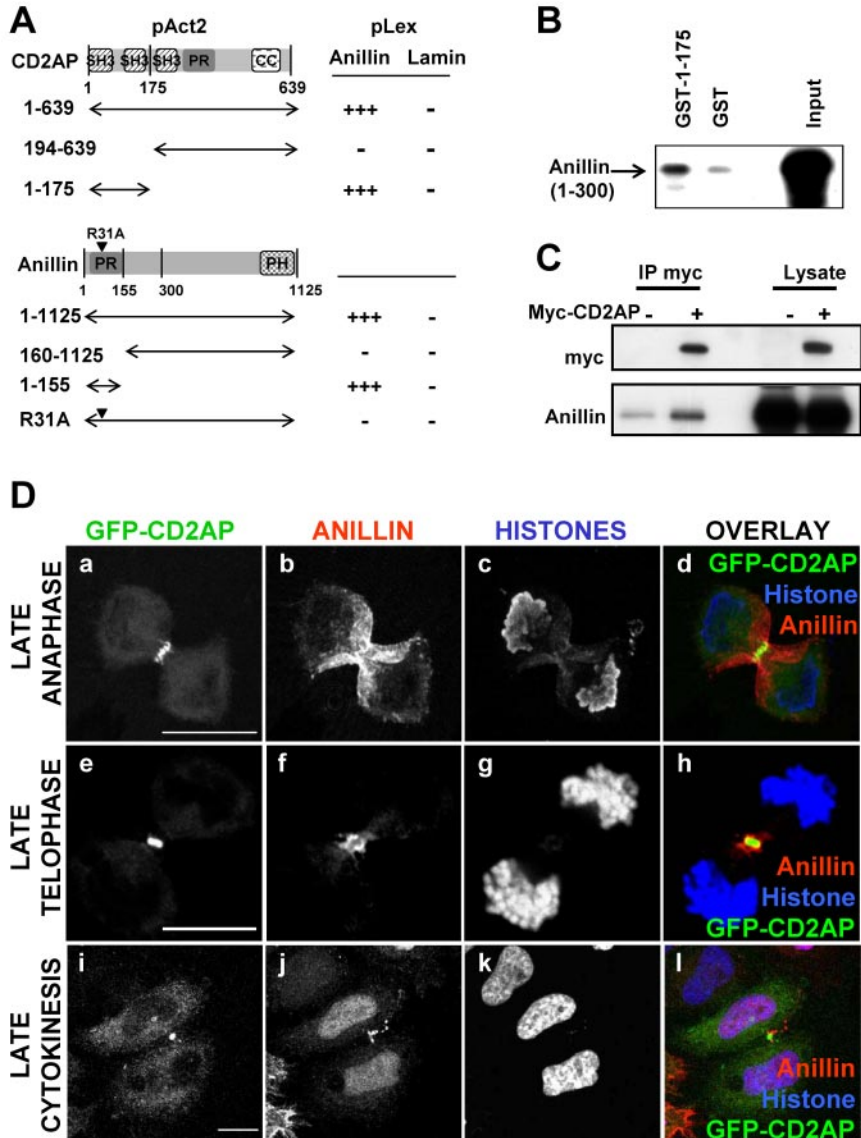 A
pAct2
pLex
CD2AP
SH3 SH3 SH3 PR CC
Anillin Lamin
1 175 639
1-639 +++ -
194-639 - -
1-175 +++ -
R31A
Anillin PR PH
1 155 300 1125
1-1125 +++ -
160-1125 - -
1-155 +++ -
R31A - -
B
GST-1-175
GST
Input
Anillin
(1-300)
C
IP myc Lysate
Myc-CD2AP - + - +
myc
Anillin
D
GFP-CD2AP ANILLIN HISTONES OVERLAY
LATE
ANAPHASE
a b c d
GFP-CD2AP
Histone
Anillin
LATE
TELOPHASE
e f g h
Anillin
Histone
GFP-CD2AP
LATE
CYTOKINESIS
i j k l
Anillin
Histone
GFP-CD2AP